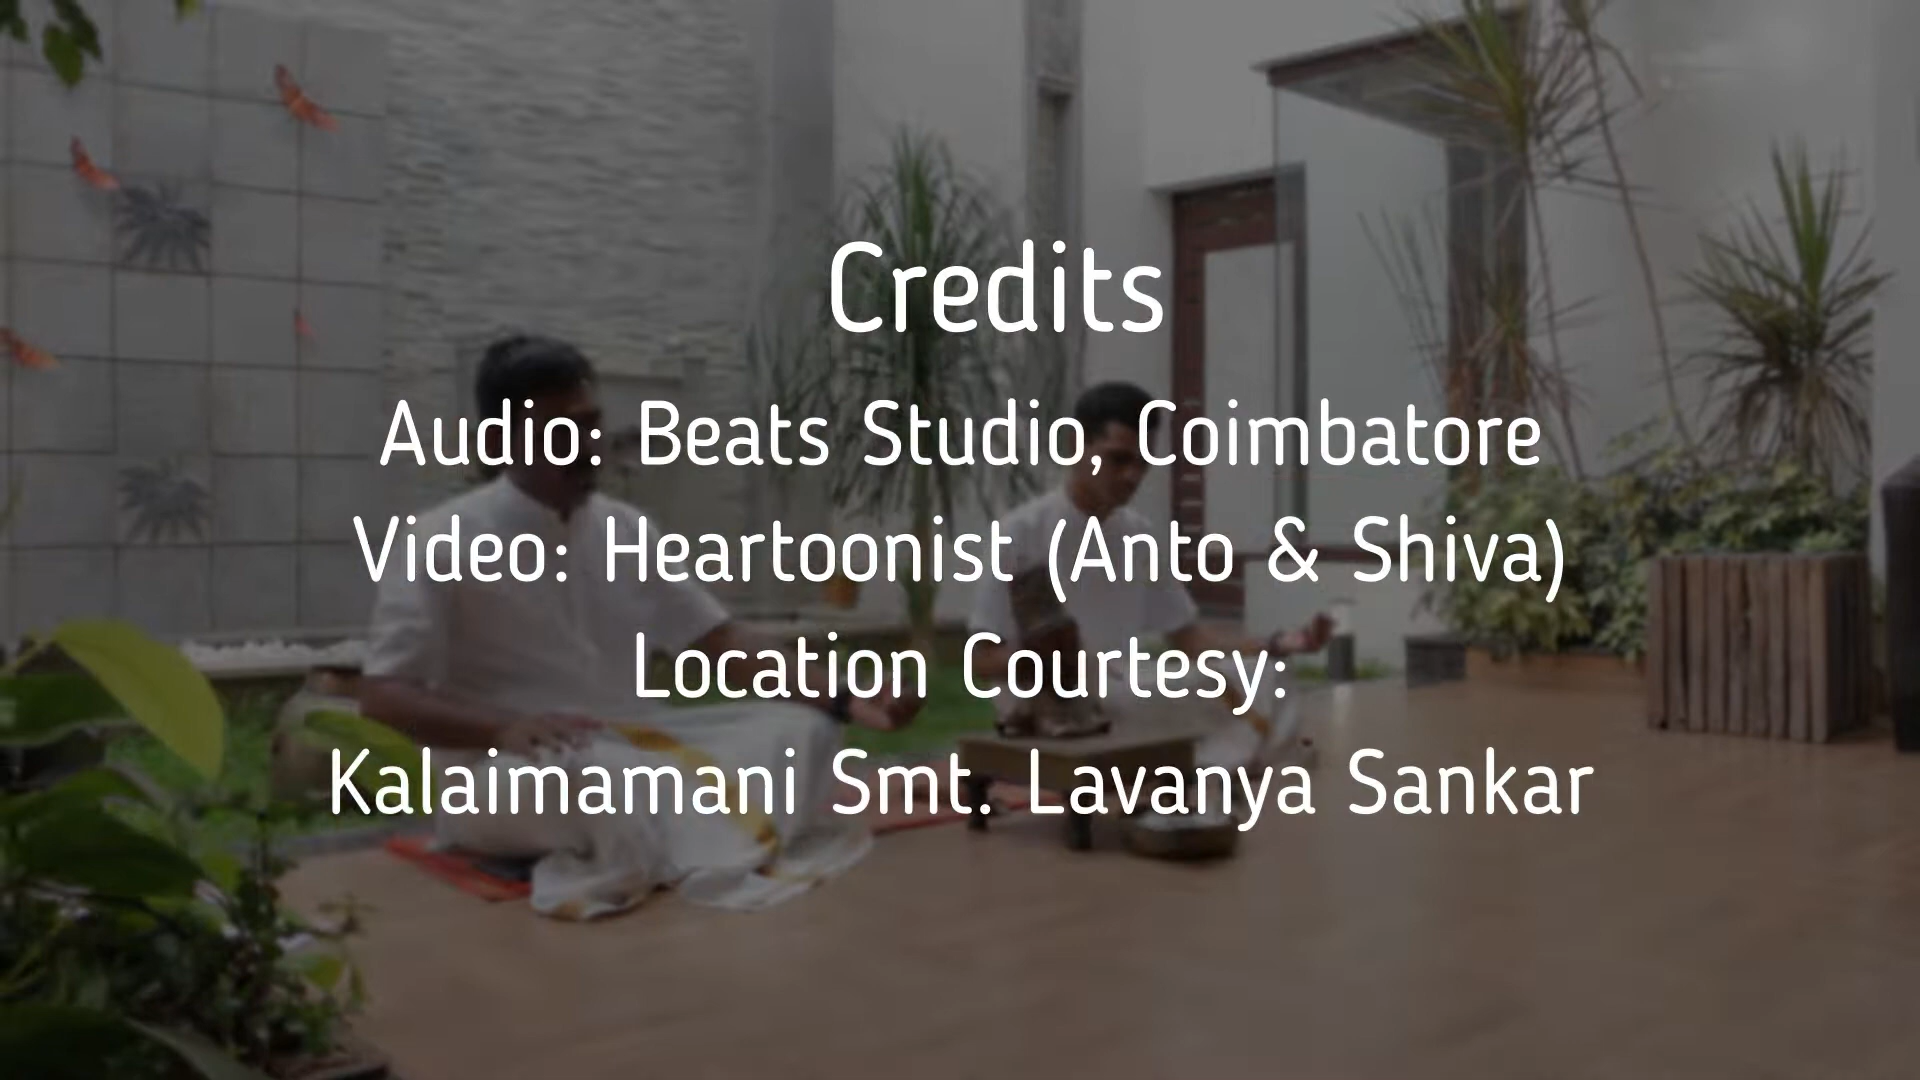 Credits
Audio: Beats Studio, Coimbatore
Video: Heartoonist (Anto & Shiva)
Location Courtesy:
Kalaimamani Smt. Lavanya Sankar